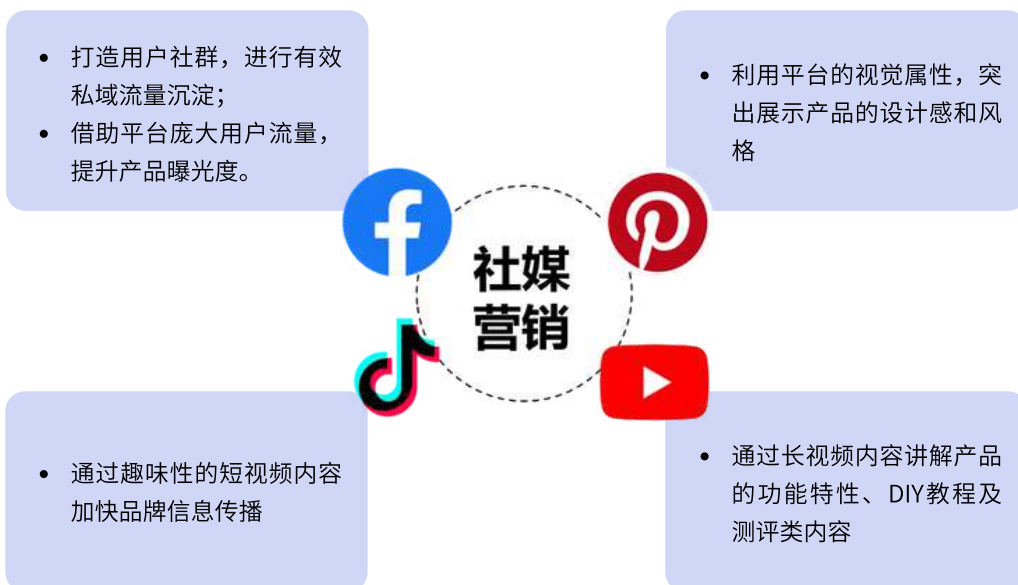 打造用户社群，进行有效
私域流量沉淀；
借助平台庞大用户流量，
提升产品曝光度。
利用平台的视觉属性，突
出展示产品的设计感和风
格
社媒
营销
通过趣味性的短视频内容
加快品牌信息传播
通过长视频内容讲解产品
的功能特性、DIY教程及
测评类内容